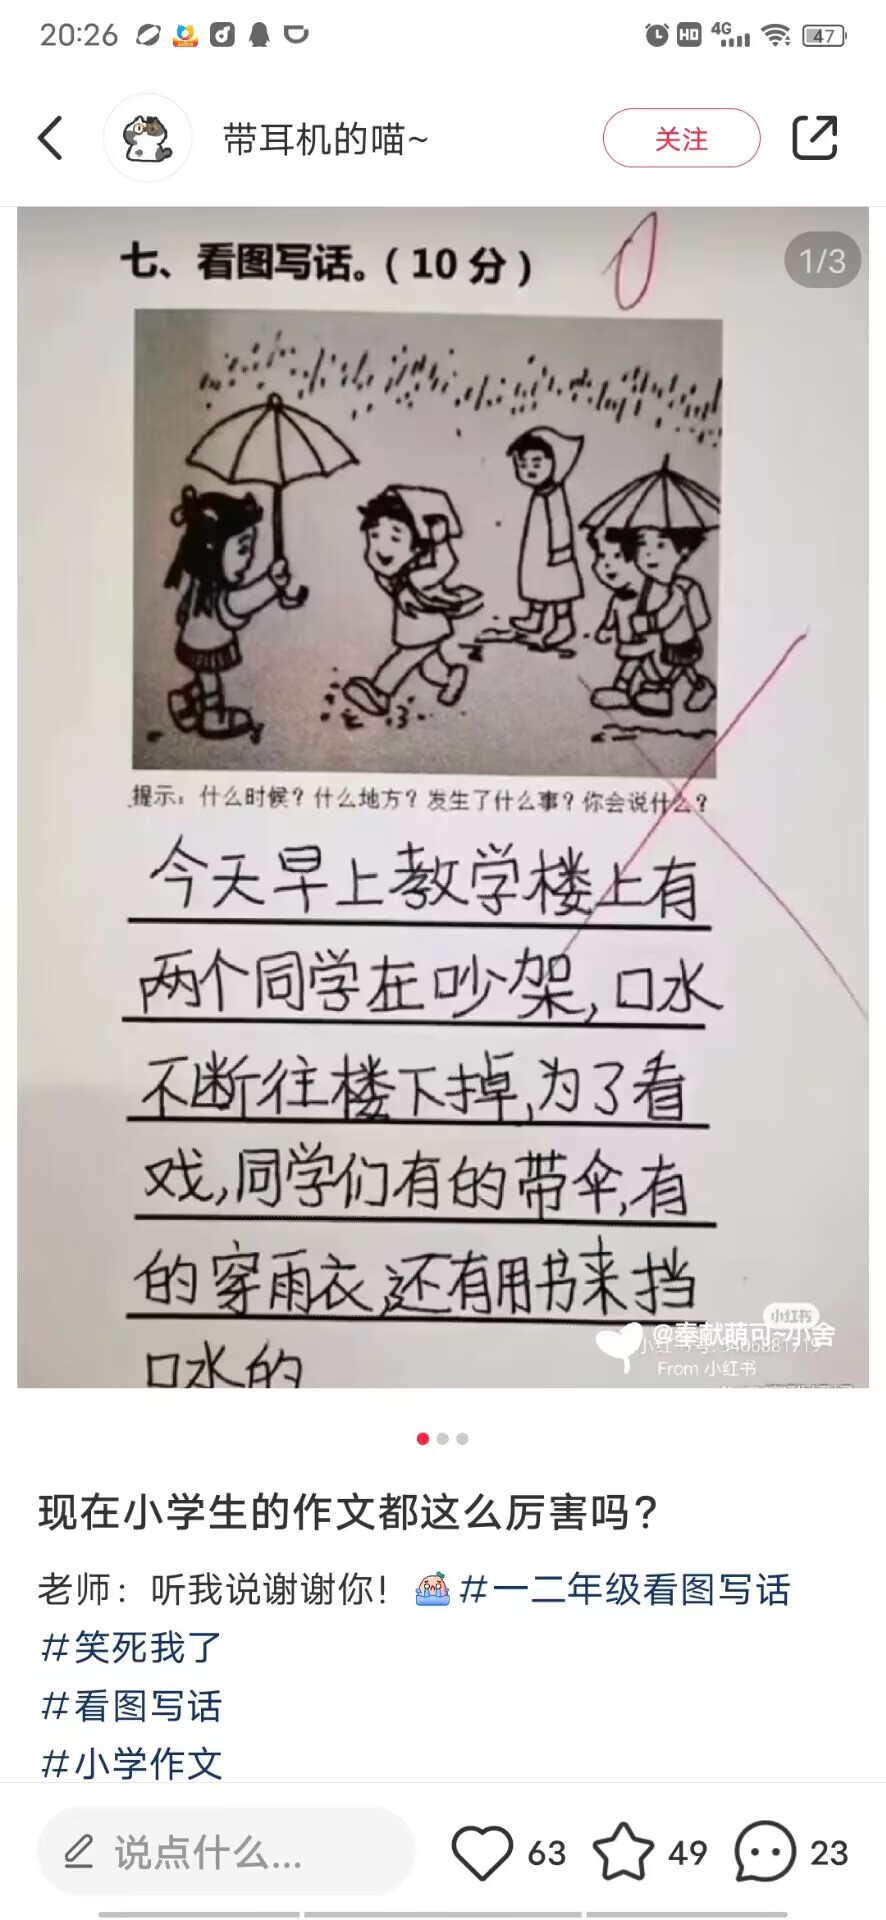 20:26
HD
4G
47
带耳机的喵~
关注
1/3
七、看图写话。(10分)
0
提示：什么时候？什么地方？发生了什么事？你会说什么？
今天早上教学楼上有
两个同学在吵架,口水
不断往楼下掉,为了看
戏,同学们有的带伞,有
的穿雨衣,还有用书来挡
口水的
小红书
@奉献萌可~小舍
From 小红书
现在小学生的作文都这么厉害吗？
老师：听我说谢谢你！#一二年级看图写话
#笑死我了
#看图写话
#小学作文
说点什么...
63
49
23